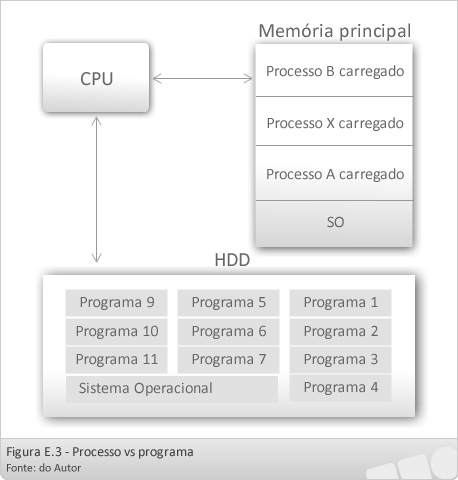 Memória principal
CPU
Processo B carregado
Processo X carregado
Processo A carregado
SO
HDD
Programa 9
Programa 5
Programa 1
Programa 10
Programa 6
Programa 2
Programa 11
Programa 7
Programa 3
Sistema Operacional
Programa 4
Figura E.3 - Processo vs programa
Fonte: do Autor